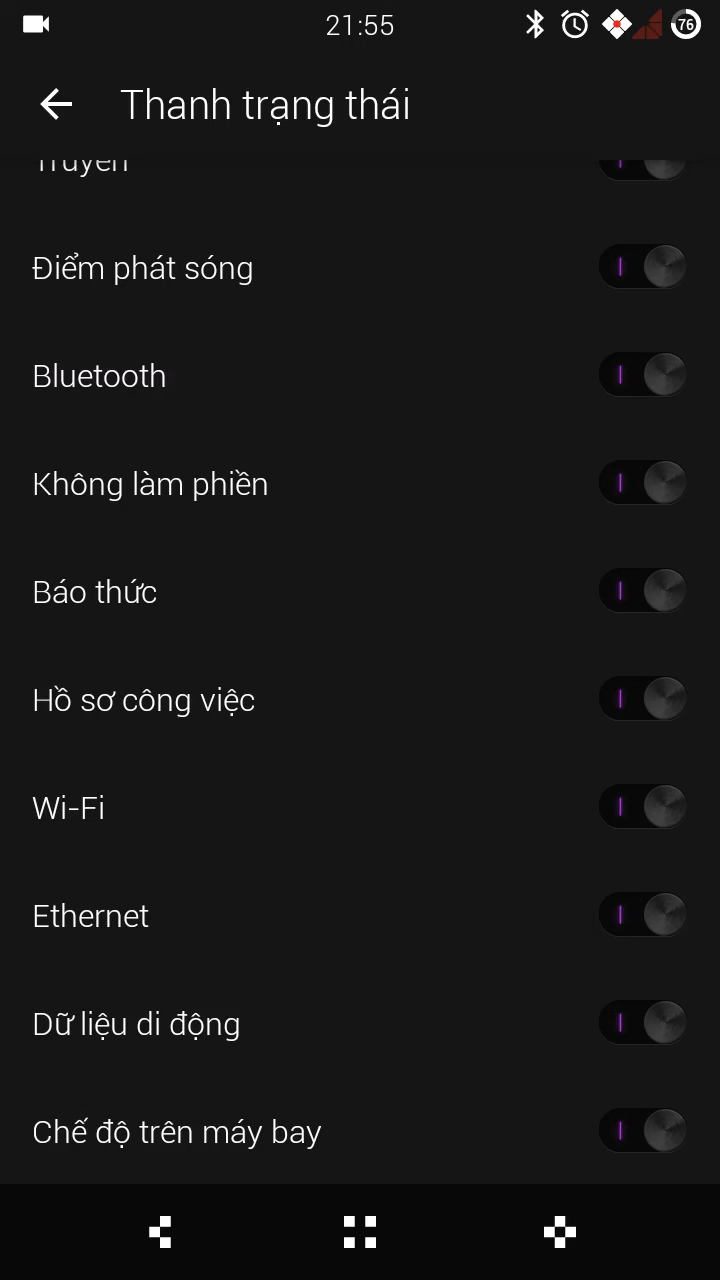 21:55
76
Thanh trạng thái
Truyền
Điểm phát sóng
Bluetooth
Không làm phiền
Báo thức
Hồ sơ công việc
Wi-Fi
Ethernet
Dữ liệu di động
Chế độ trên máy bay